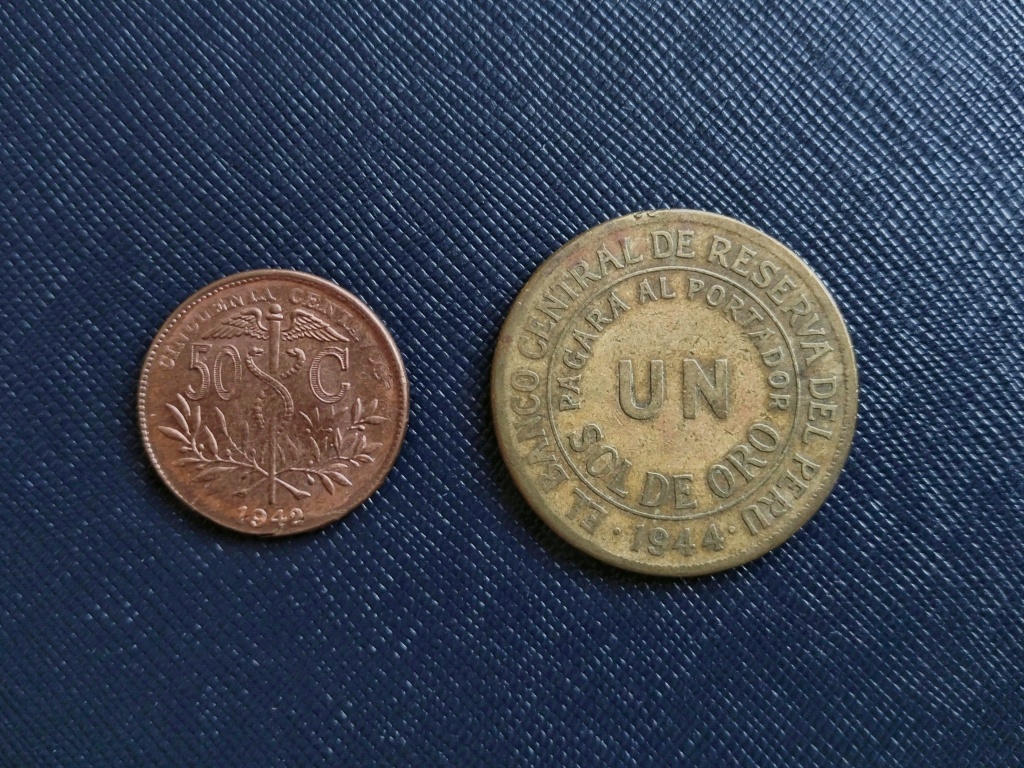 50 C
1942
EL BANCO CENTRAL DE RESERVA DEL PERU
PAGARA AL PORTADOR
UN
SOL DE ORO
·1944·